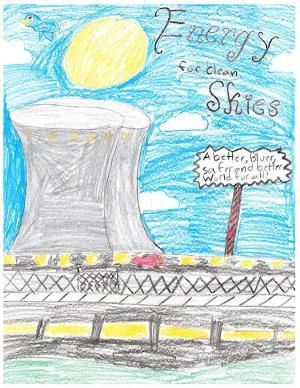 Energy
for clean
Skies
A better, bluer,
safer and better
World for all!